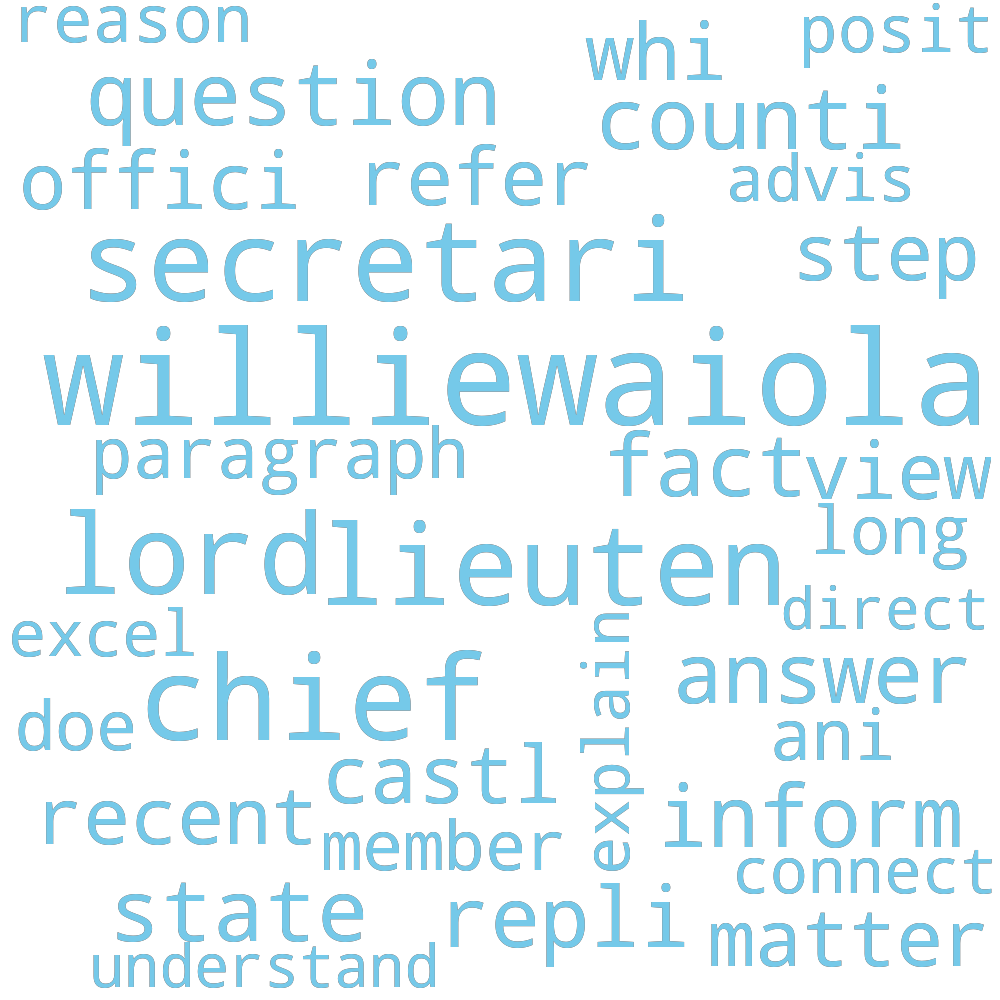 reason
whi
posit
question
counti
offici
refer
advis
secretari
step
williewaiola
paragraph
fact
view
lord
lieuten
long
direct
excel
chief
explain
answer
doe
ani
castl
recent
member
inform
connect
state
repli
matter
understand